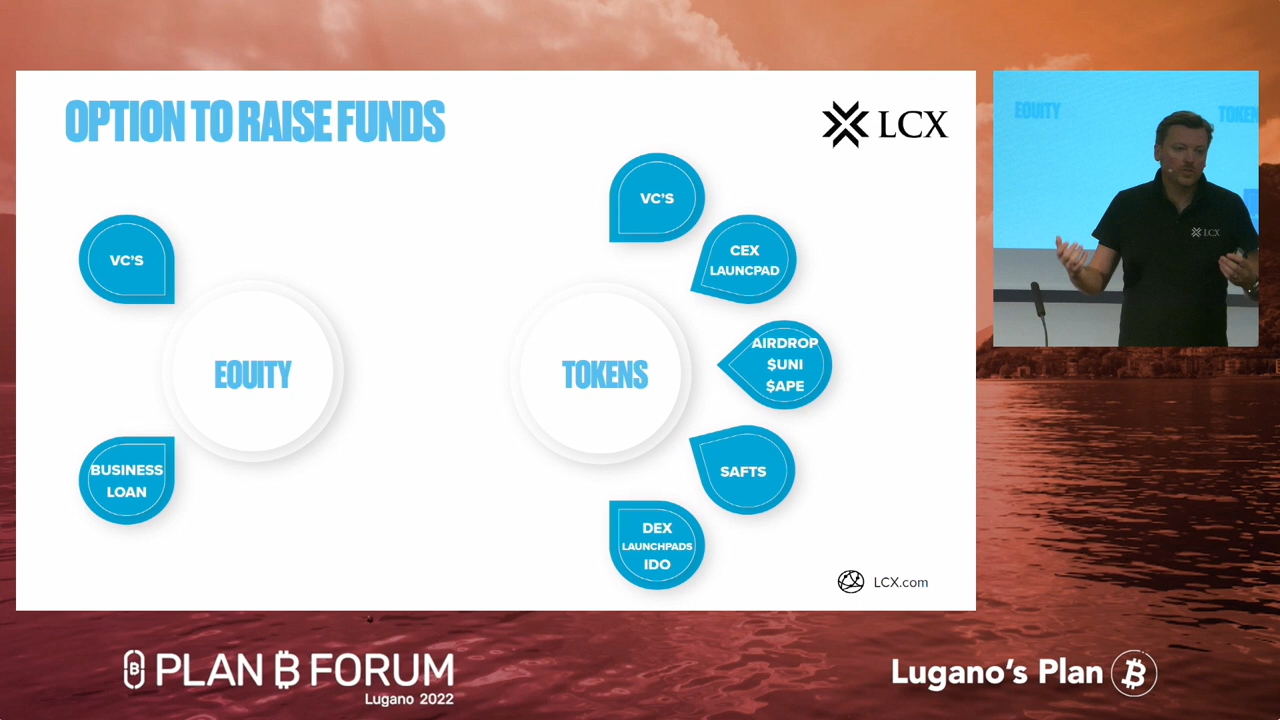 OPTION TO RAISE FUNDS
LCX
VC'S
BUSINESS
LOAN
EQUITY
TOKENS
VC'S
CEX
LAUNCPAD
AIRDROP
$UNI
$APE
SAFTS
DEX
LAUNCHPADS
IDO
LCX.com
EQUITY
TOKEN
LCX
PLAN ₿ FORUM
Lugano 2022
Lugano's Plan ₿